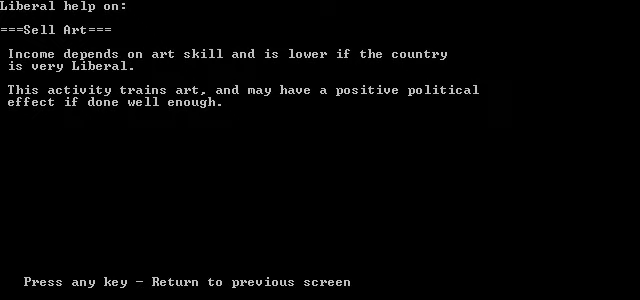 Liberal help on:
===Sell Art===
Income depends on art skill and is lower if the country
is very Liberal.
This activity trains art, and may have a positive political
effect if done well enough.
Press any key - Return to previous screen